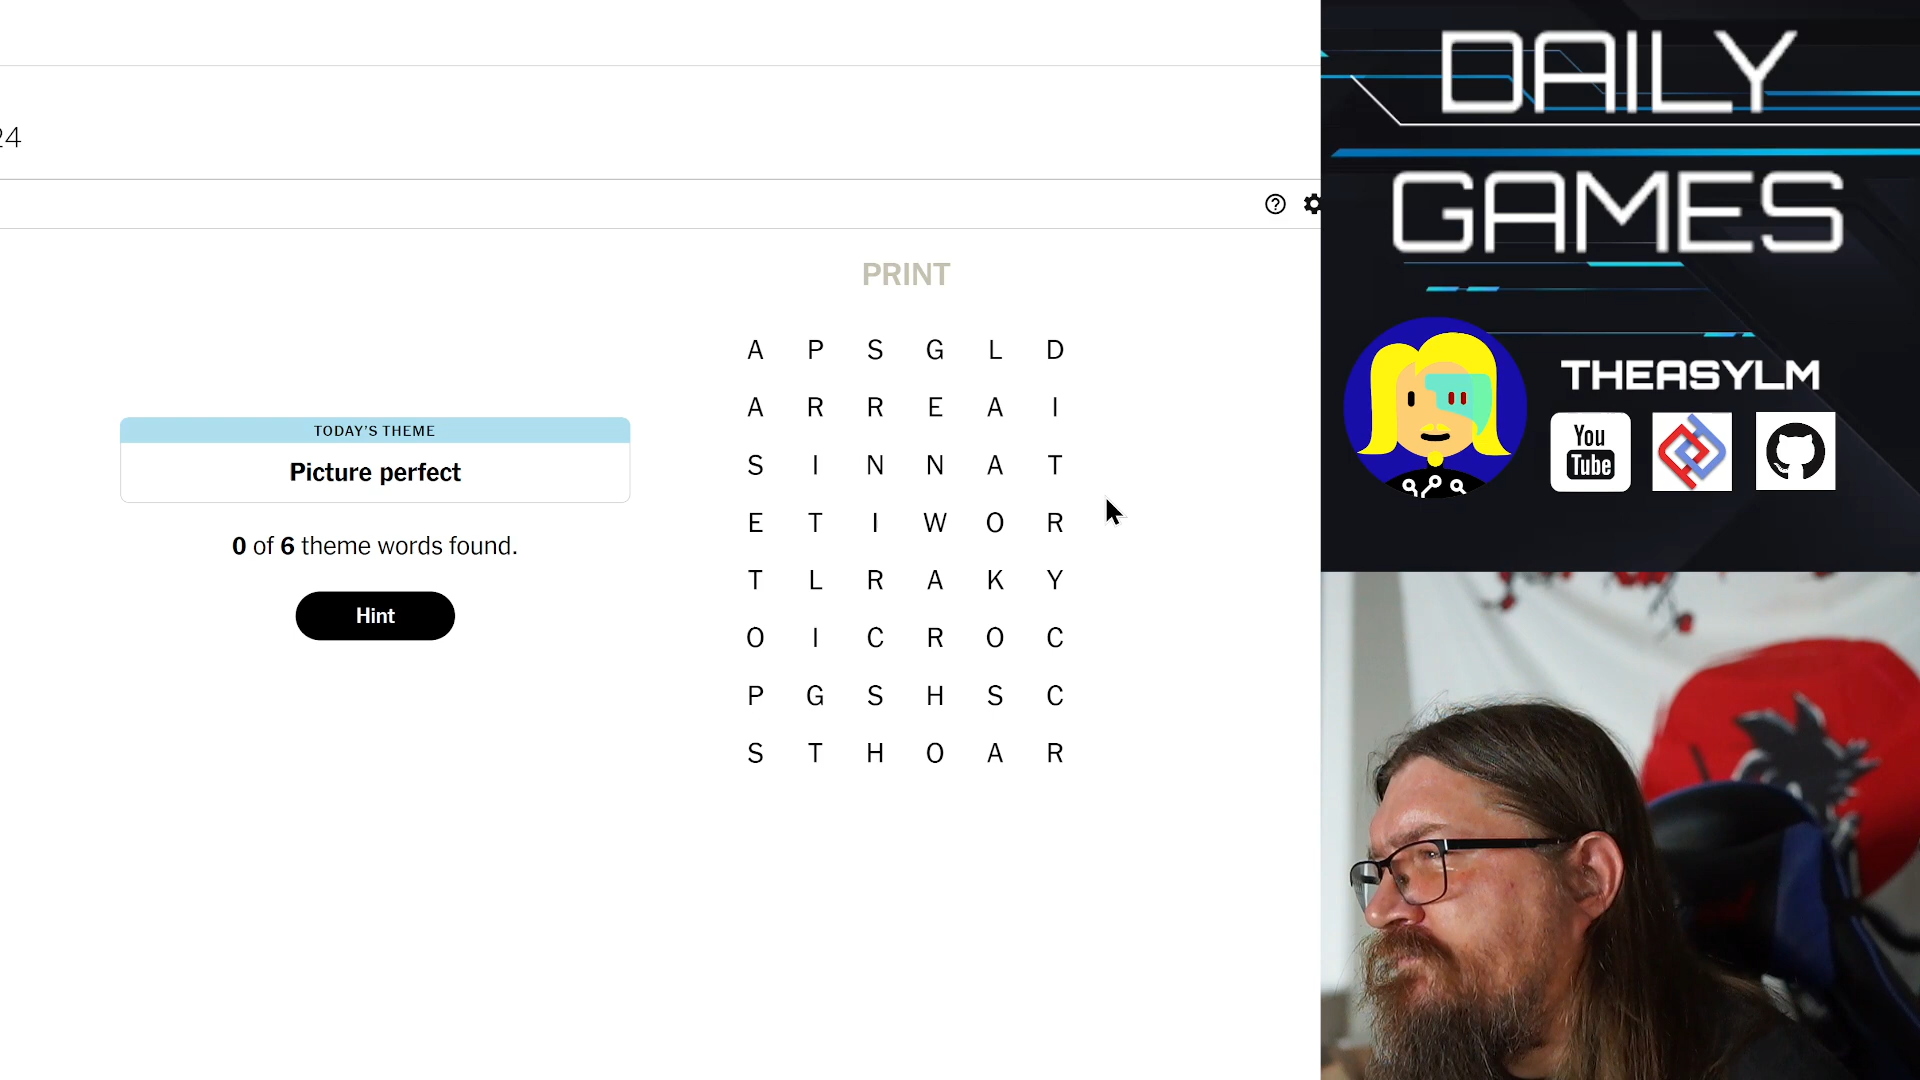 24
PRINT
A P S G L D
A R R E A I
S I N N A T
E T I W O R
T L R A K Y
O I C R O C
P G S H S C
S T H O A R
TODAY'S THEME
Picture perfect
0 of 6 theme words found.
Hint
DAILY
GAMES
THEASYLM
You
Tube